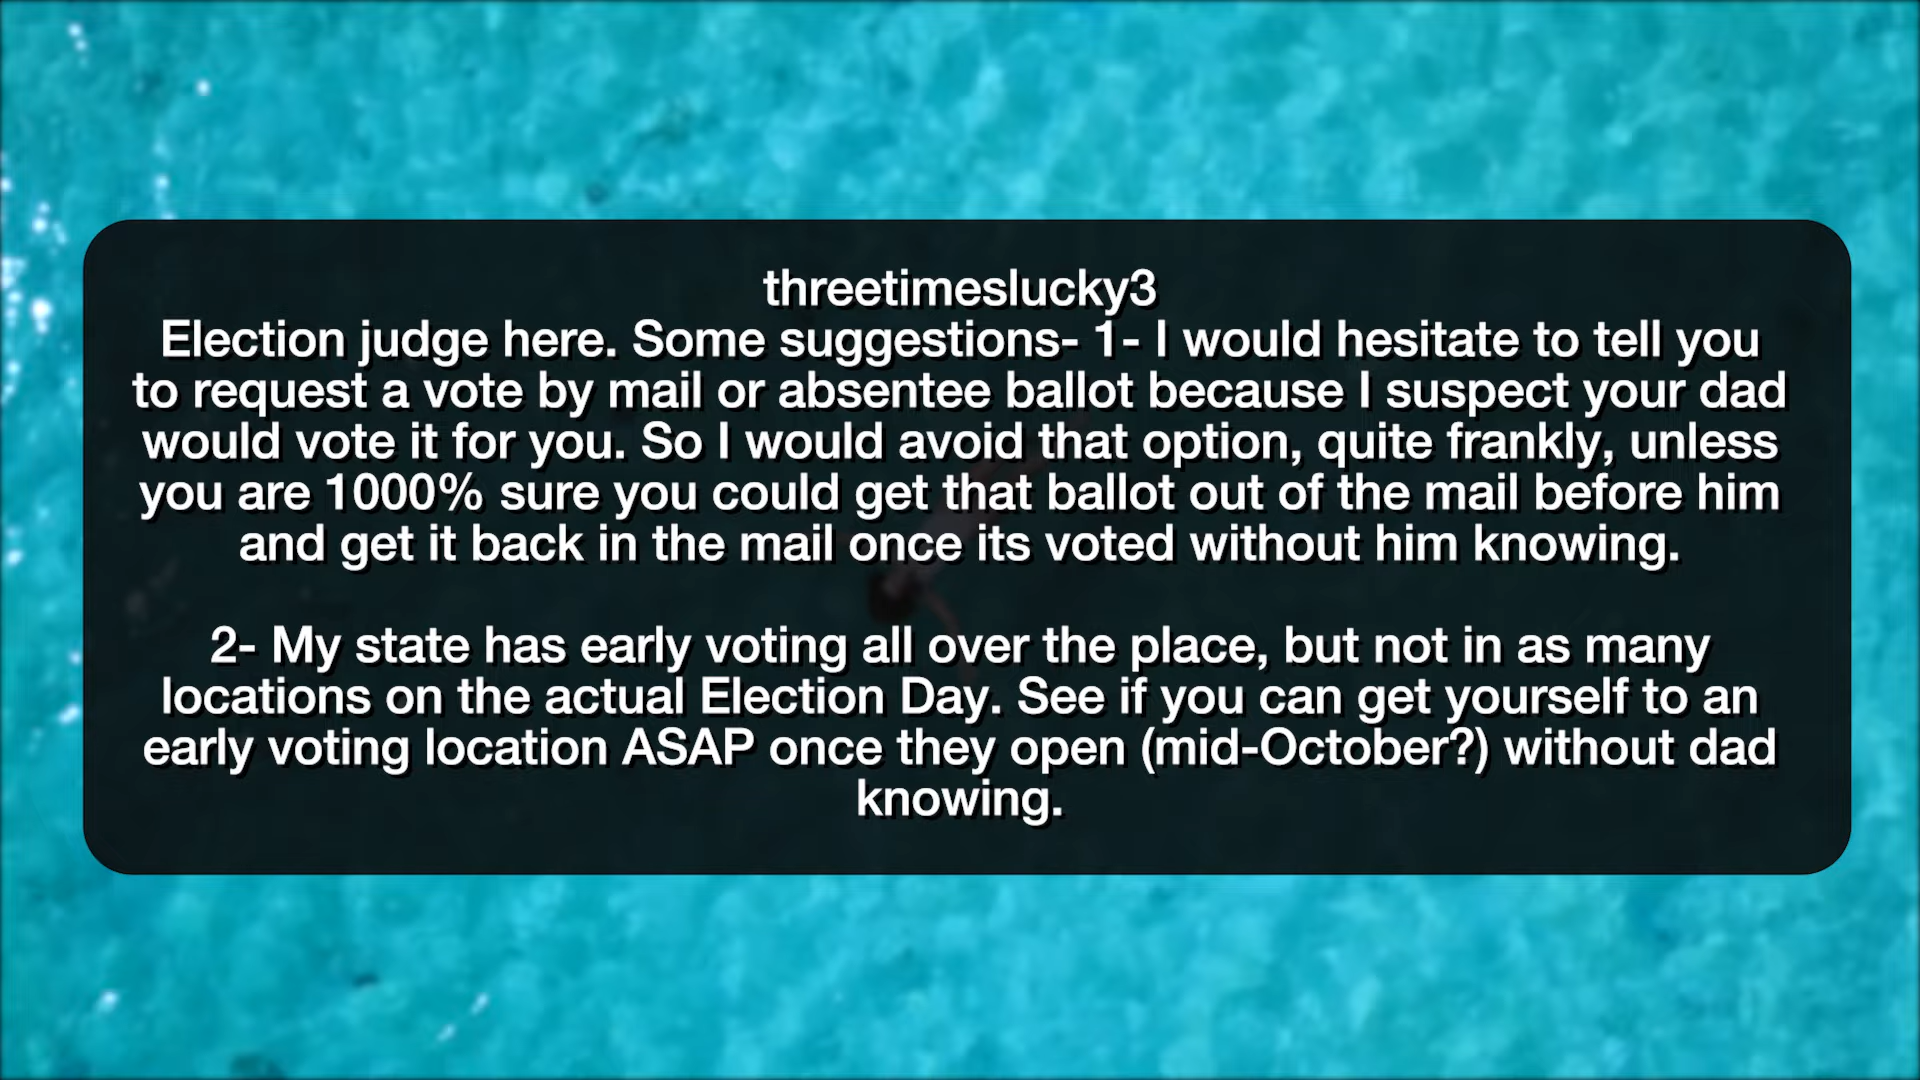 threetimeslucky3
Election judge here. Some suggestions- 1- I would hesitate to tell you
to request a vote by mail or absentee ballot because I suspect your dad
would vote it for you. So I would avoid that option, quite frankly, unless
you are 1000% sure you could get that ballot out of the mail before him
and get it back in the mail once its voted without him knowing.
2- My state has early voting all over the place, but not in as many
locations on the actual Election Day. See if you can get yourself to an
early voting location ASAP once they open (mid-October?) without dad
knowing.